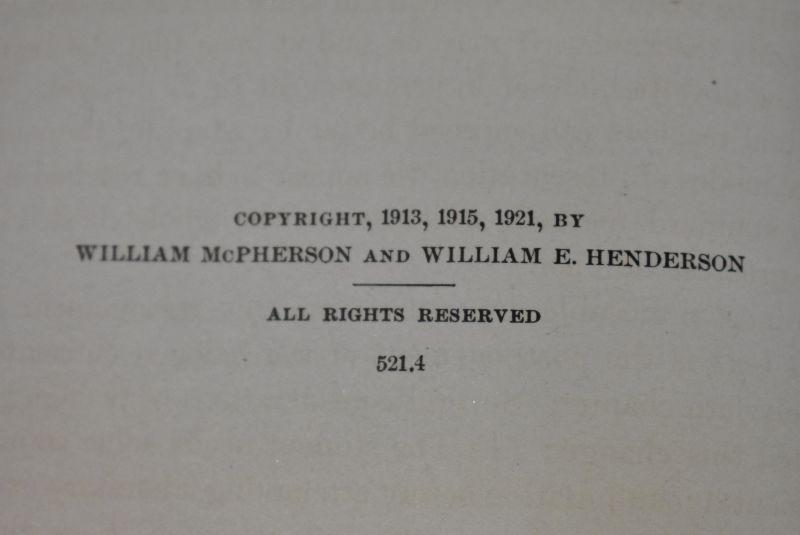 COPYRIGHT, 1913, 1915, 1921, BY
WILLIAM McPHERSON AND WILLIAM E. HENDERSON
ALL RIGHTS RESERVED
521.4